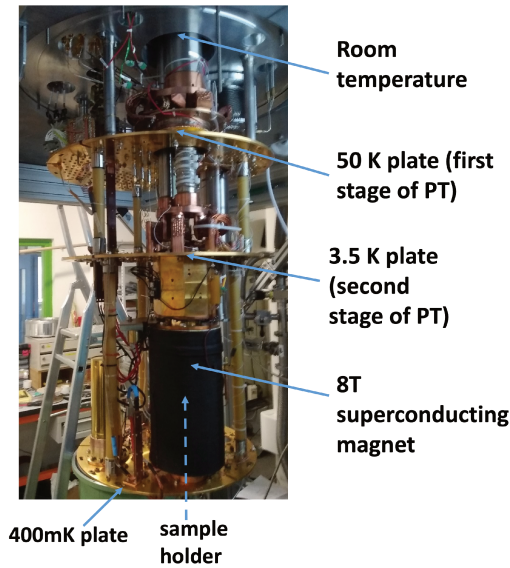 Room
temperature
50 K plate (first
stage of PT)
3.5 K plate
(second
stage of PT)
8T
superconducting
magnet
400mK plate
sample
holder